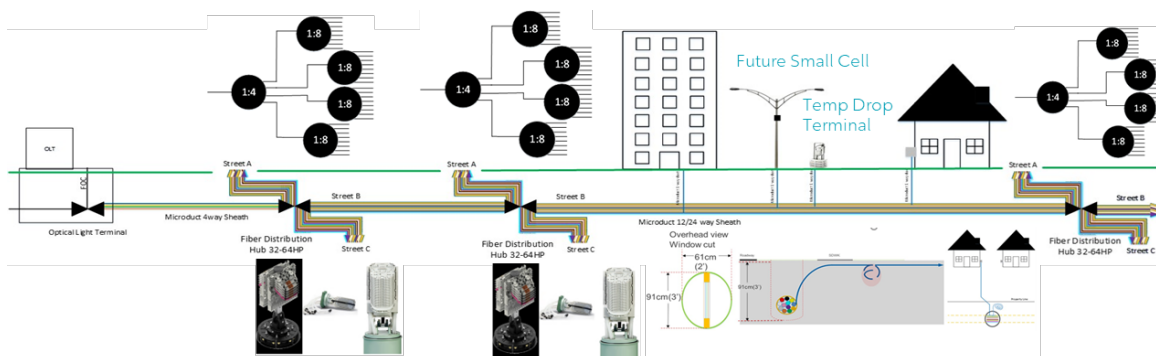 1:8
1:8
1:4
1:8
1:8
1:8
1:8
1:4
1:8
1:8
Future Small Cell
Temp Drop
Terminal
1:8
1:8
1:4
1:8
1:8
OLT
FOC
Street A
Street B
Street C
Street A
Street B
Street C
Street A
Street B
Street C
Microduct 4way Sheath
Optical Light Terminal
Fiber Distribution
Hub 32-64HP
Fiber Distribution
Hub 32-64HP
Microduct 12/24 way Sheath
Fiber Distribution
Hub 32-64HP
Overhead view
Window cut
61cm
(2')
91cm(3')
91cm(3')